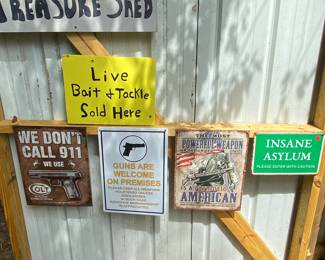 TREASURE SHED
Live
Bait & Tackle
Sold Here
WE DON'T
CALL 911
WE USE
COLT
GUNS ARE
WELCOME
ON PREMISES
THE MOST
POWERFUL WEAPON
AMERICAN
INSANE
ASYLUM
PLEASE ENTER WITH CAUTION